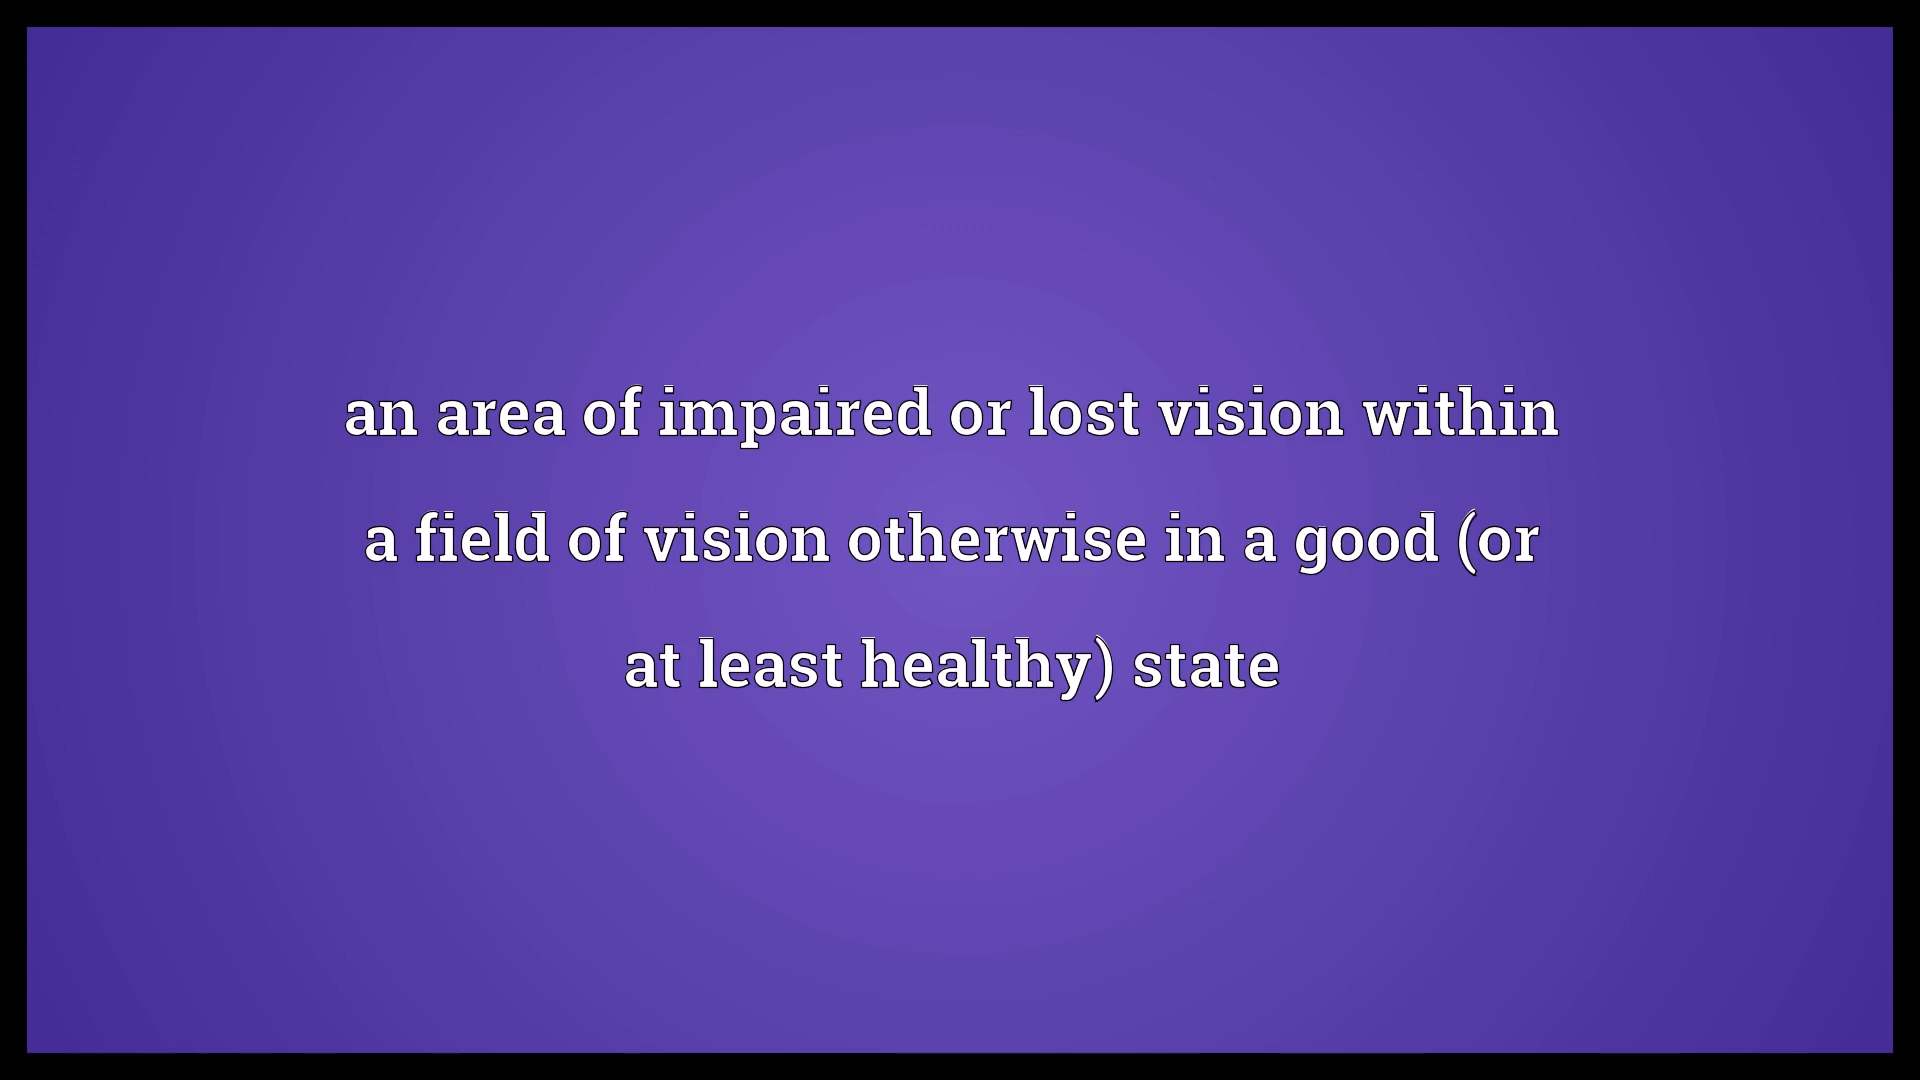 an area of impaired or lost vision within
a field of vision otherwise in a good (or
at least healthy) state